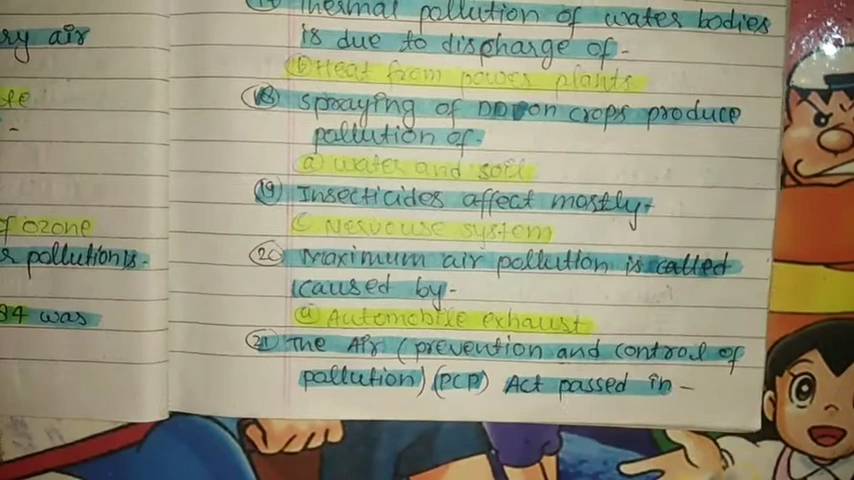 ry air
of ozone
pollution is-
84 was
(17) Thermal pollution of water bodies
is due to discharge of-
(b) Heat from power plants
(18) spraying of DDT on crops produce
pollution of-
(a) water and soil
(19) Insecticides affect mostly-
(c) Nervouse system
(20) Maximum air pollution is called
caused by-
(a) Automobile exhaust
(21) The Air (prevention and control of
pollution) (PCP) Act passed in -